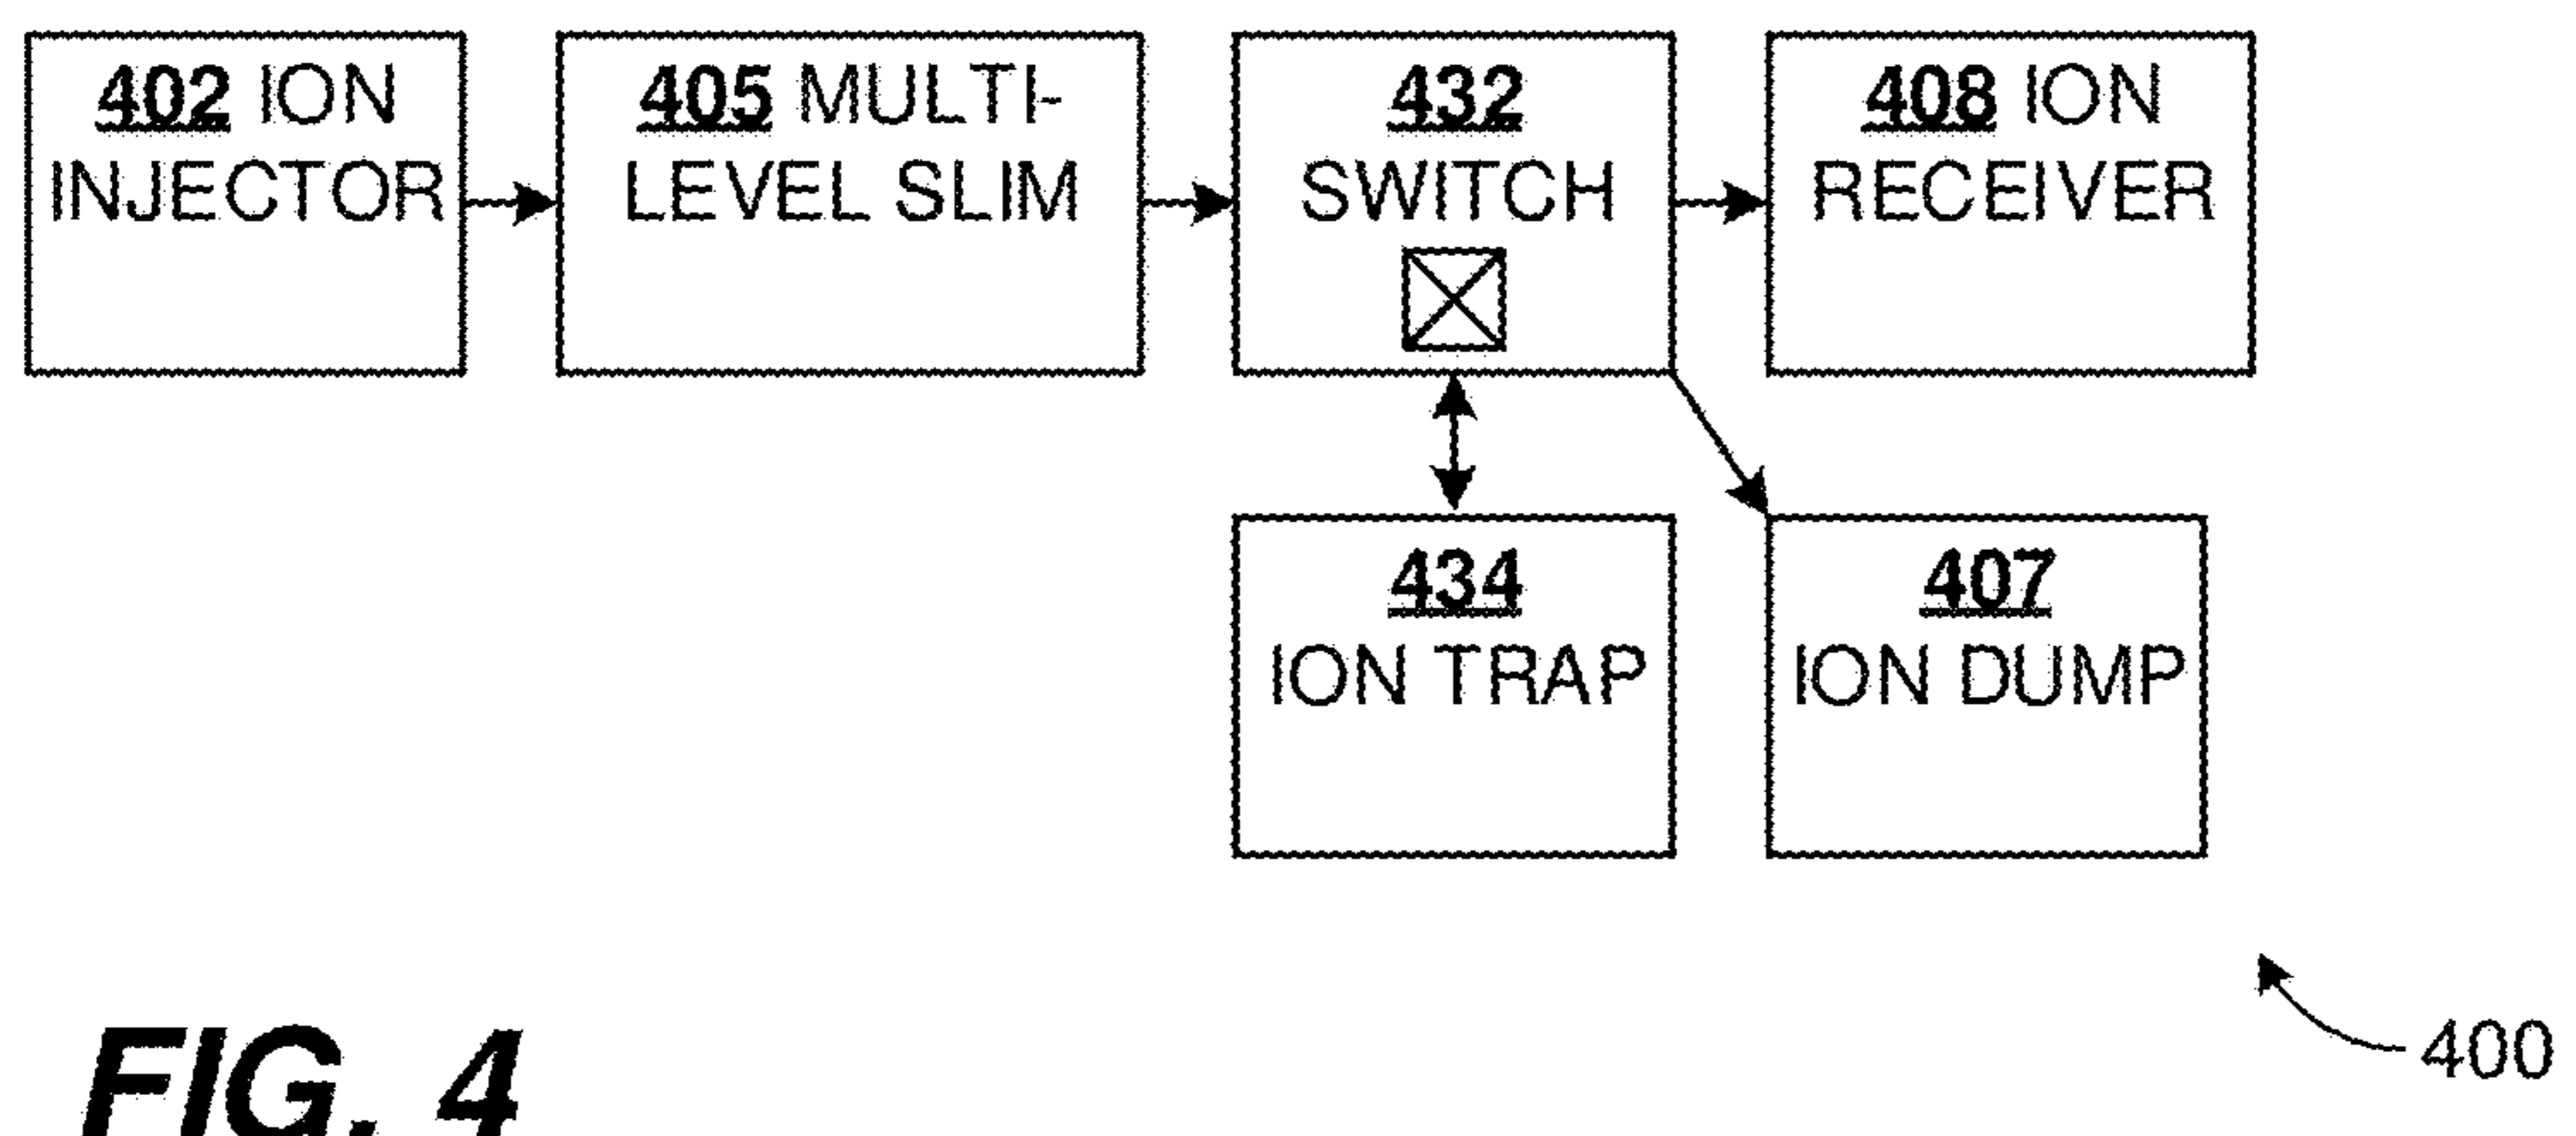 402 ION
INJECTOR
405 MULTI-
LEVEL SLIM
432
SWITCH
408 ION
RECEIVER
434
ION TRAP
407
ION DUMP
400
FIG. 4